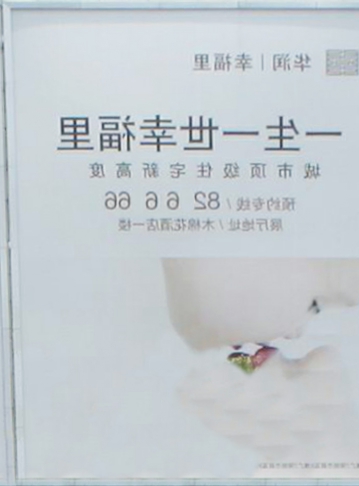 华润 | 幸福里
一生一世幸福里
城市顶级住宅新高度
预约专线 / 82 6 6 6 66
展厅地址 / 木棉花酒店一楼